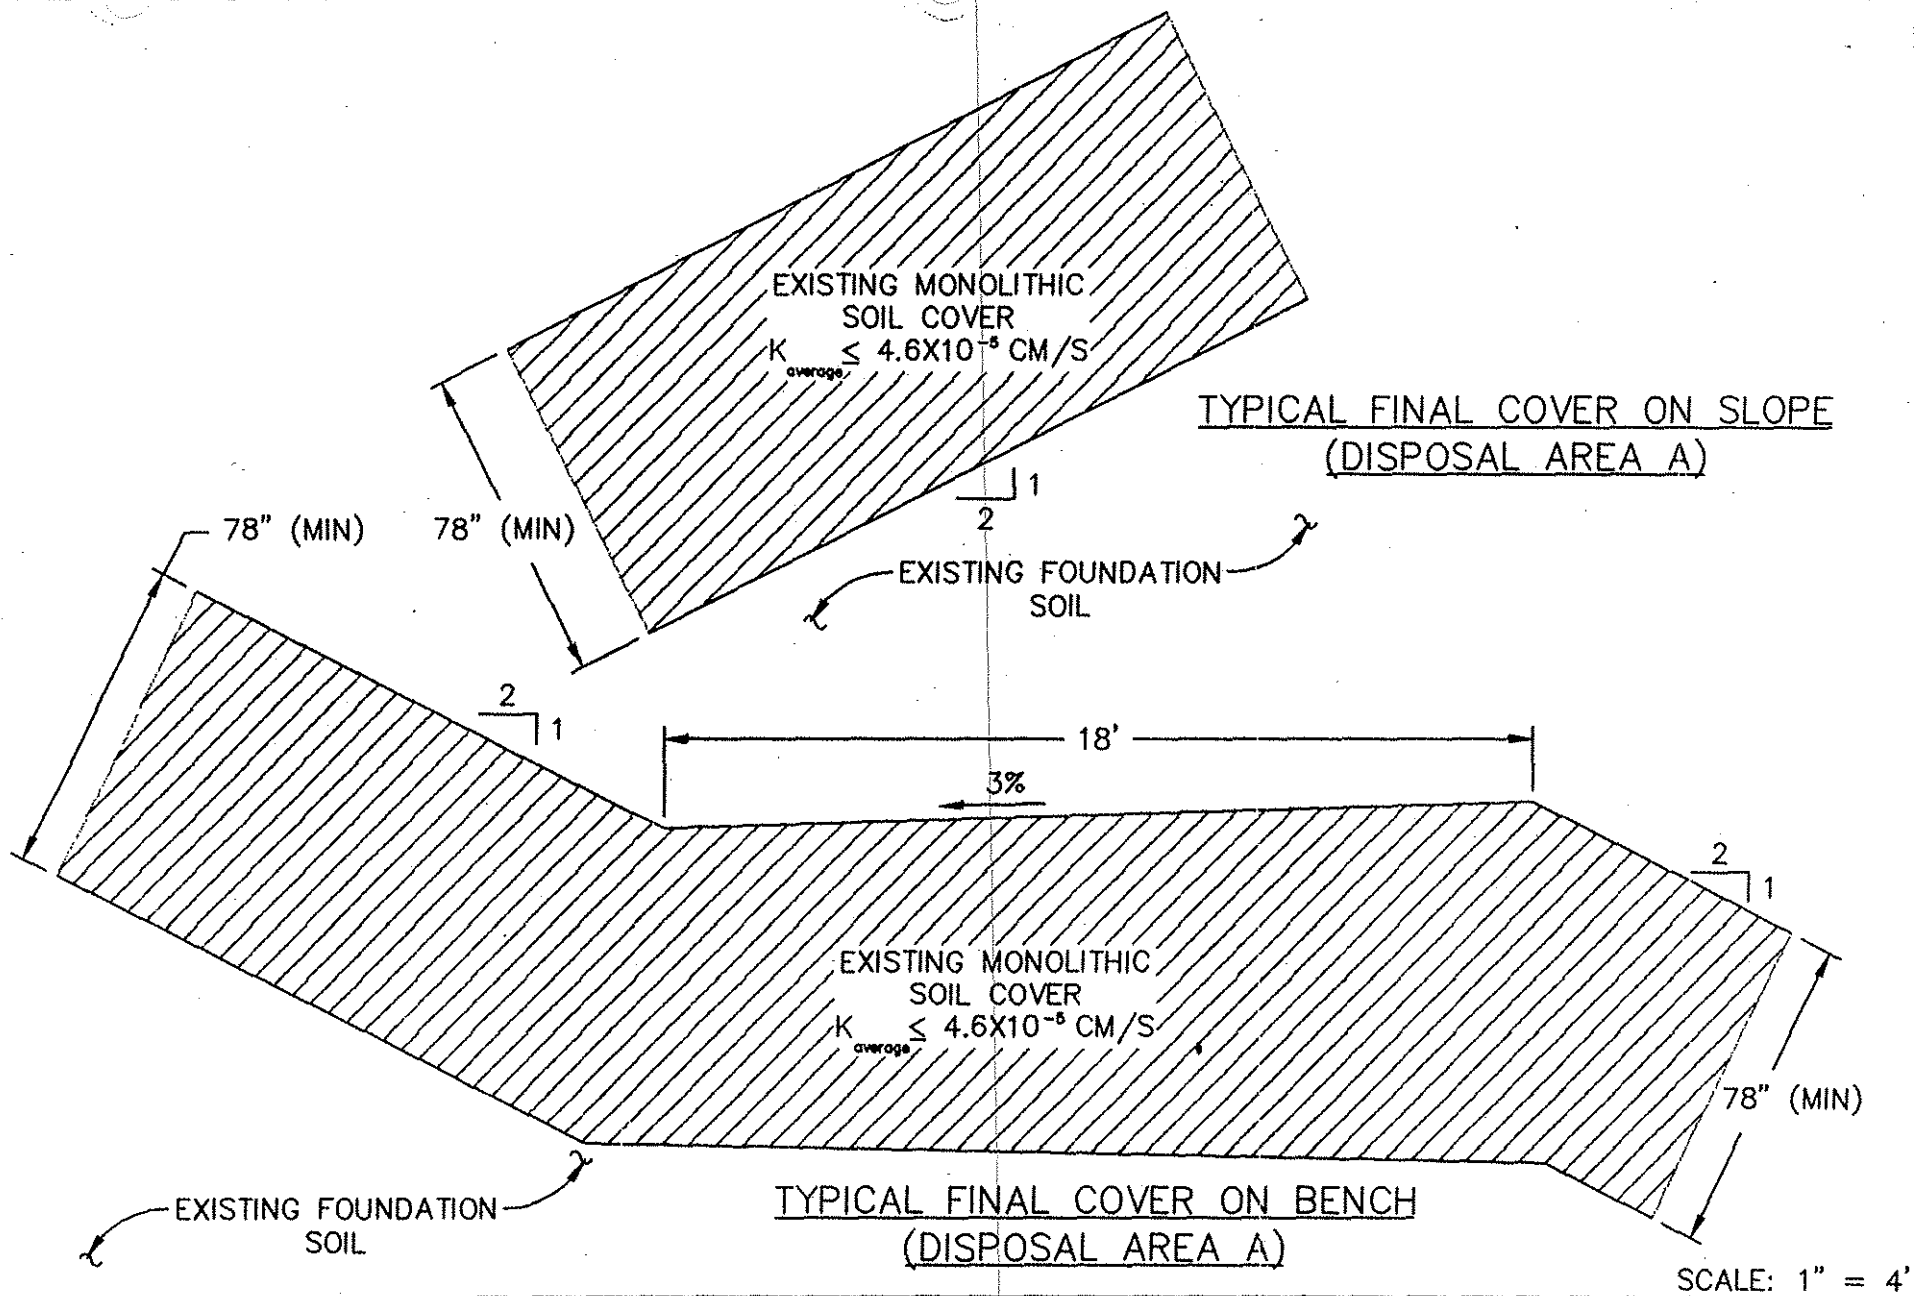 EXISTING MONOLITHIC
SOIL COVER
K average ≤ 4.6X10⁻⁵ CM/S
TYPICAL FINAL COVER ON SLOPE
(DISPOSAL AREA A)
1
2
78" (MIN)
78" (MIN)
EXISTING FOUNDATION
SOIL
2
1
18'
3%
2
1
EXISTING MONOLITHIC
SOIL COVER
K average ≤ 4.6X10⁻⁵ CM/S
78" (MIN)
EXISTING FOUNDATION
SOIL
TYPICAL FINAL COVER ON BENCH
(DISPOSAL AREA A)
SCALE: 1" = 4'